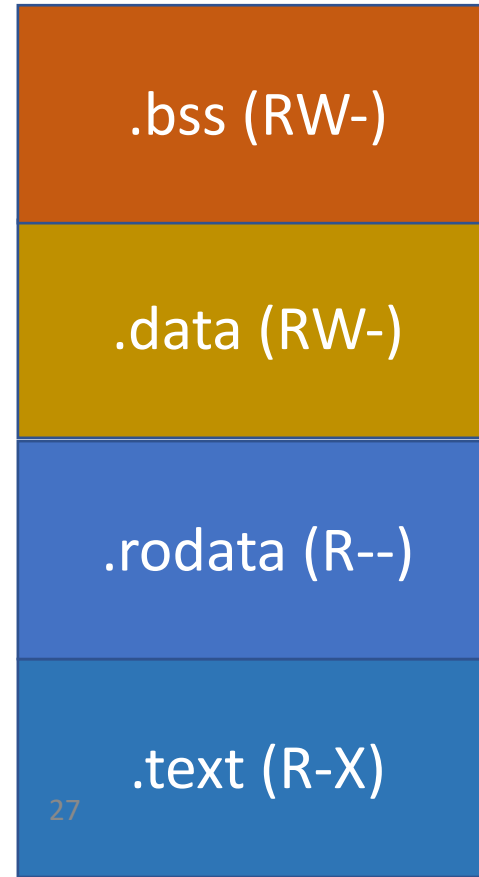 .bss (RW-)
.data (RW-)
.rodata (R--)
.text (R-X)
27